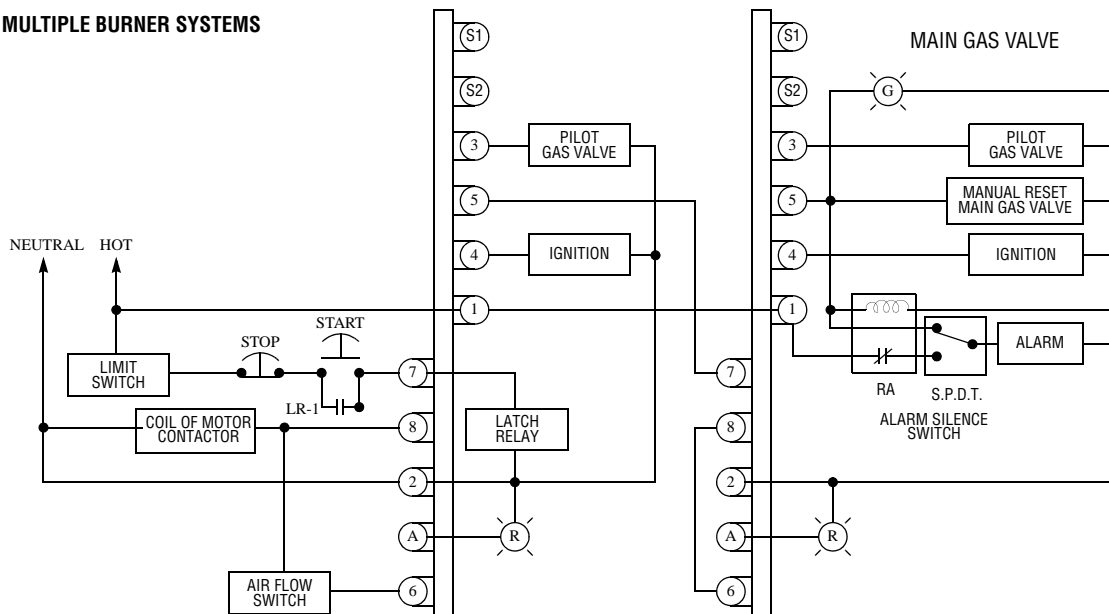 MULTIPLE BURNER SYSTEMS
MAIN GAS VALVE
S1
S1
S2
S2
G
3
PILOT
GAS VALVE
3
PILOT
GAS VALVE
5
5
MANUAL RESET
MAIN GAS VALVE
NEUTRAL HOT
4
IGNITION
4
IGNITION
1
1
START
STOP
LIMIT
SWITCH
7
7
ALARM
LR-1
RA
S.P.D.T.
ALARM SILENCE
SWITCH
COIL OF MOTOR
CONTACTOR
8
LATCH
RELAY
8
2
2
A
R
A
R
AIR FLOW
SWITCH
6
6